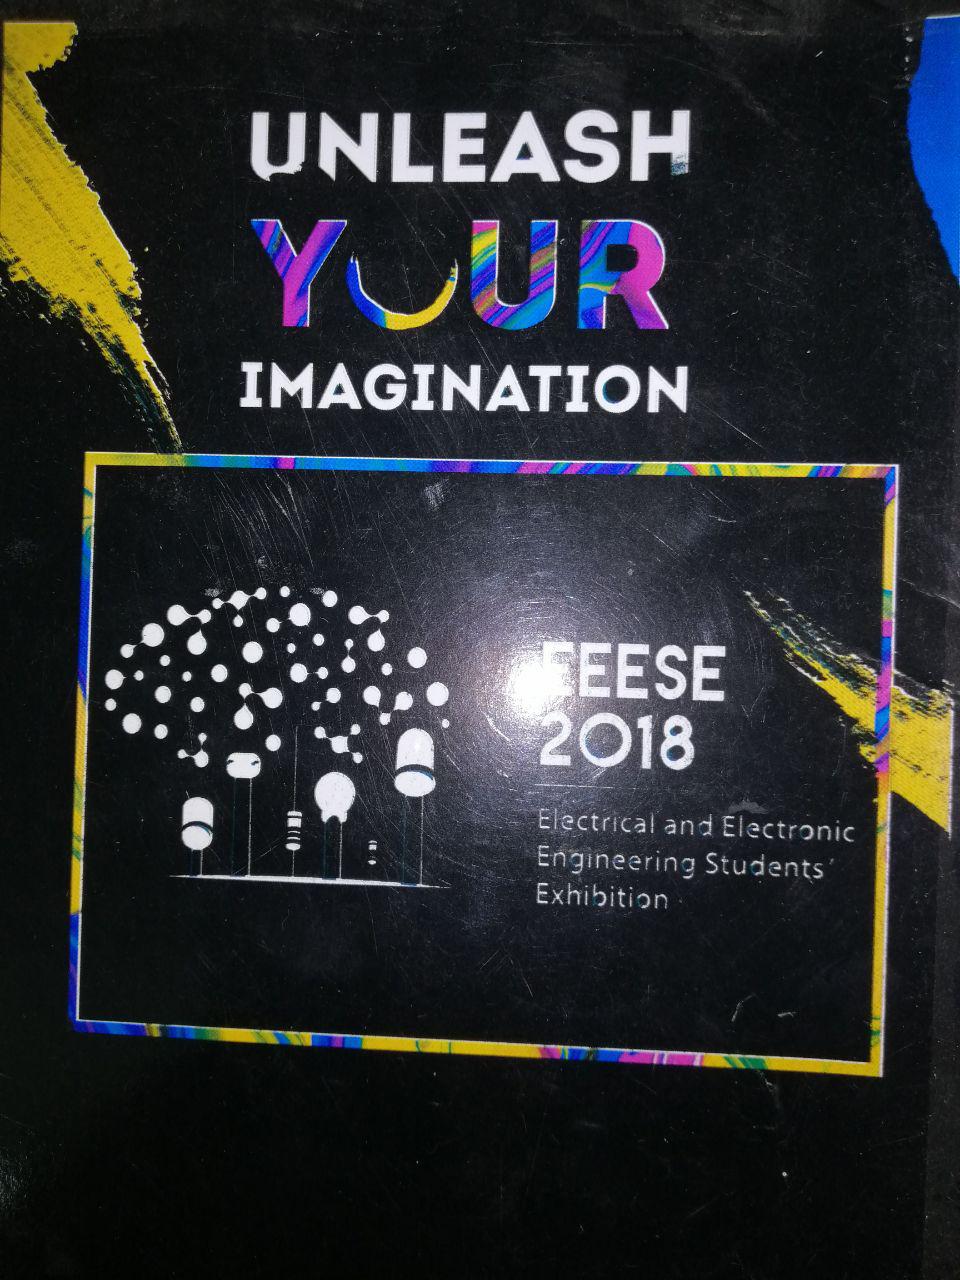 UNLEASH
YOUR
IMAGINATION
EEESE
2018
Electrical and Electronic
Engineering Students'
Exhibition